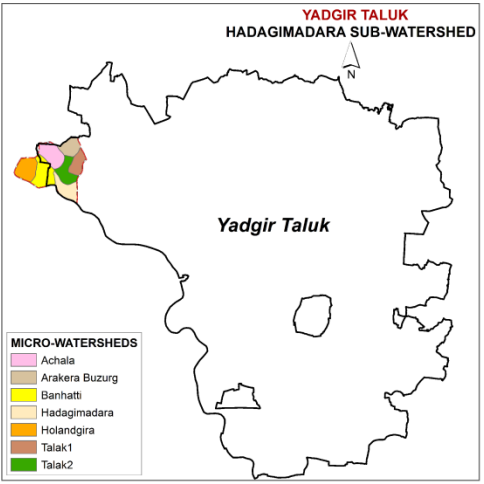 YADGIR TALUK
HADAGIMADARA SUB-WATERSHED
N
Yadgir Taluk
MICRO-WATERSHEDS
Achala
Arakera Buzurg
Banhatti
Hadagimadara
Holandgira
Talak1
Talak2